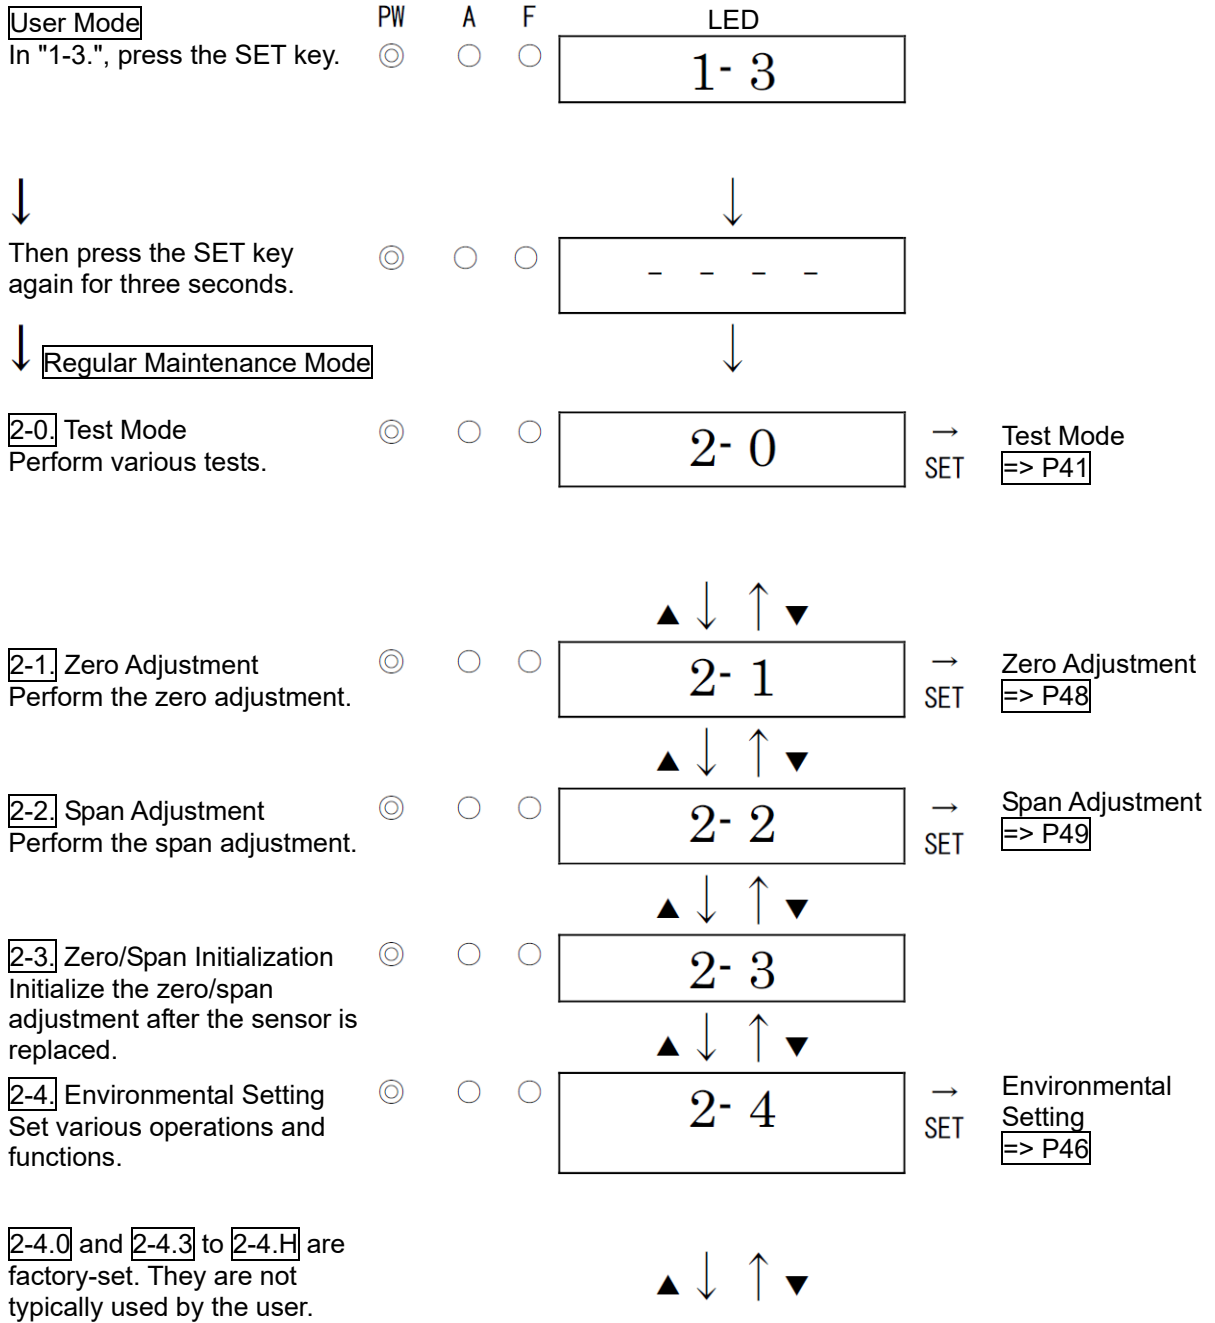 User Mode
PW A F LED
In "1-3.", press the SET key. ◎ ○ ○ 1- 3
↓ ↓
Then press the SET key
again for three seconds. ◎ ○ ○ - - - -
↓ Regular Maintenance Mode ↓
2-0. Test Mode ◎ ○ ○ 2- 0 → Test Mode
Perform various tests. SET => P41
▲ ↓ ↑ ▼
2-1. Zero Adjustment ◎ ○ ○ 2- 1 → Zero Adjustment
Perform the zero adjustment. SET => P48
▲ ↓ ↑ ▼
2-2. Span Adjustment ◎ ○ ○ 2- 2 → Span Adjustment
Perform the span adjustment. SET => P49
▲ ↓ ↑ ▼
2-3. Zero/Span Initialization ◎ ○ ○ 2- 3
Initialize the zero/span
adjustment after the sensor is
replaced.
▲ ↓ ↑ ▼
2-4. Environmental Setting ◎ ○ ○ 2- 4 → Environmental
Set various operations and SET Setting
functions. => P46
2-4.0 and 2-4.3 to 2-4.H are
factory-set. They are not
typically used by the user.
▲ ↓ ↑ ▼